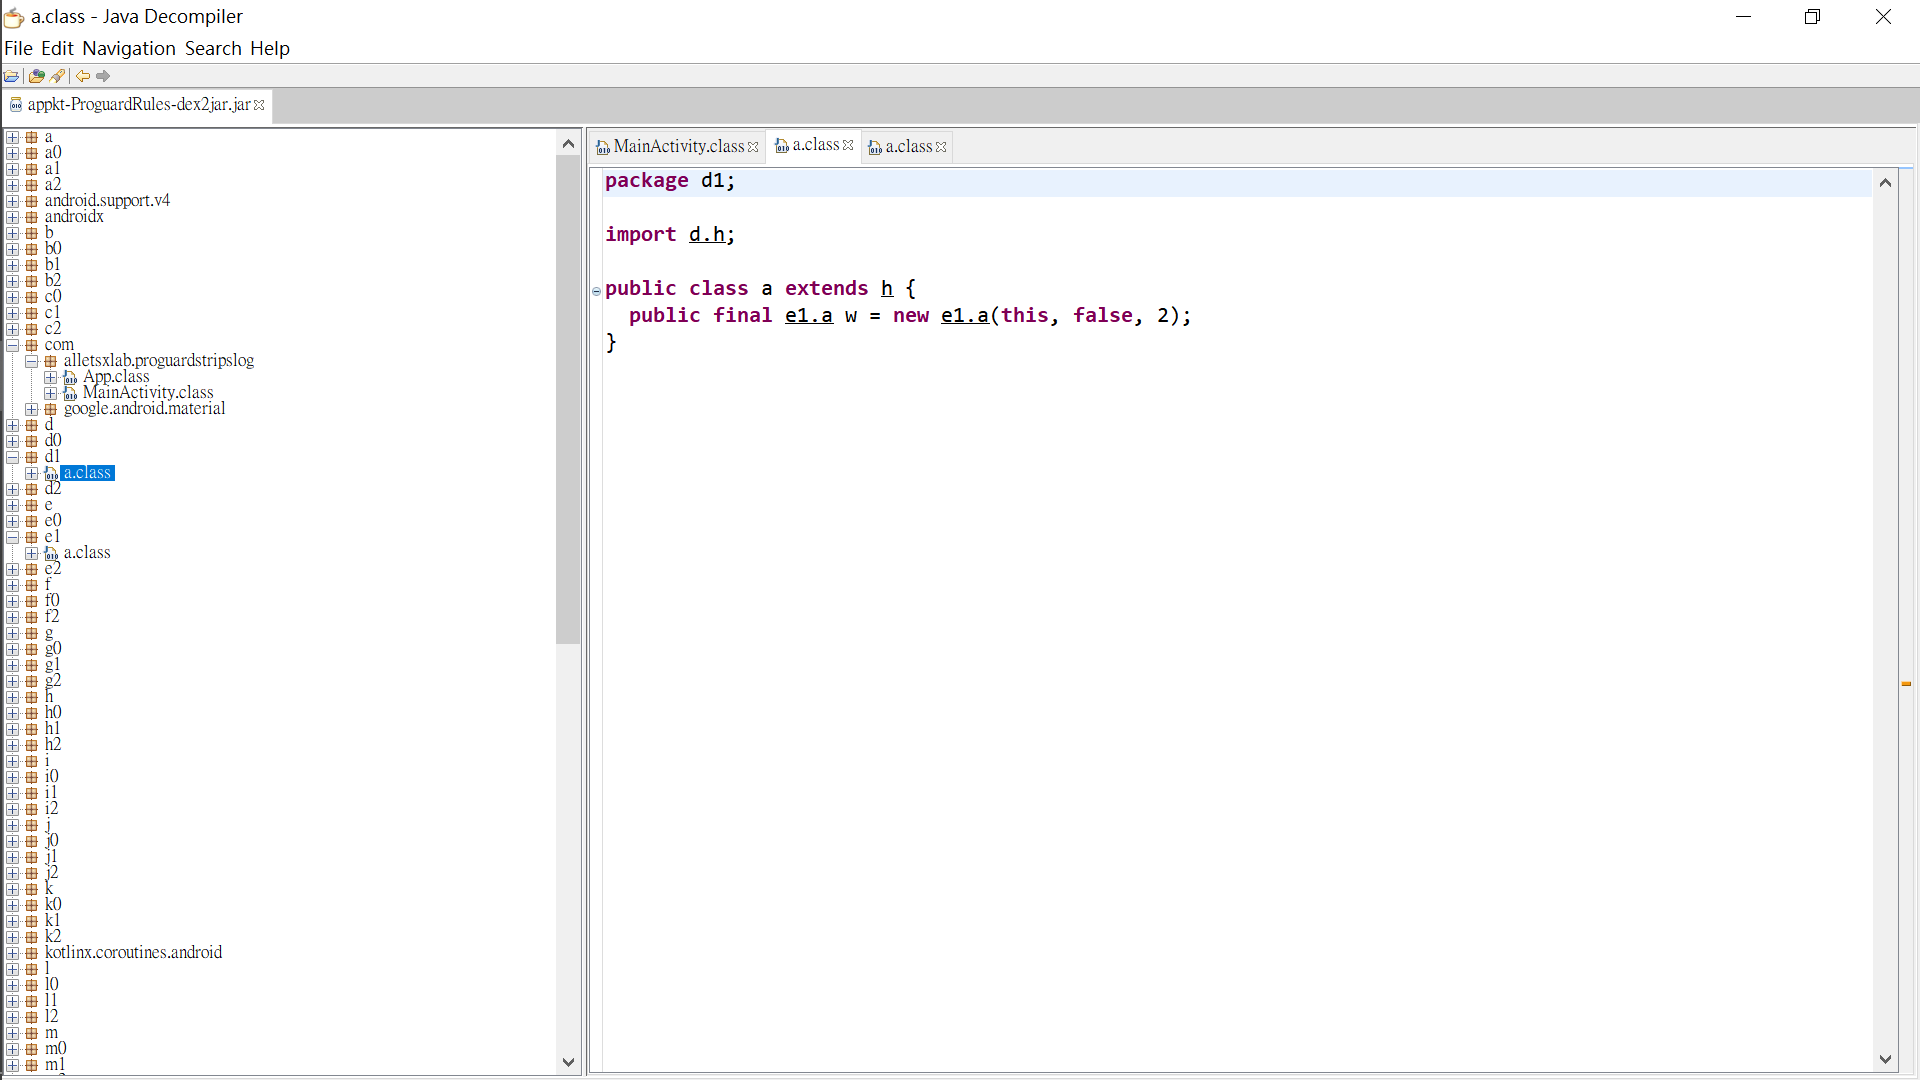 a.class - Java Decompiler
File Edit Navigation Search Help
appkt-ProguardRules-dex2jar.jar
a
a0
a1
a2
android.support.v4
androidx
b
b0
b1
b2
c0
c1
c2
com
alletsxlab.proguardstripslog
App.class
MainActivity.class
google.android.material
d
d0
d1
a.class
d2
e
e0
e1
a.class
e2
f
f0
f2
g
g0
g1
g2
h
h0
h1
h2
i
i0
i1
i2
j
j0
j1
j2
k
k0
k1
k2
kotlinx.coroutines.android
l
l0
l1
l2
m
m0
m1
MainActivity.class a.class a.class
package d1;
import d.h;
public class a extends h {
public final e1.a w = new e1.a(this, false, 2);
}